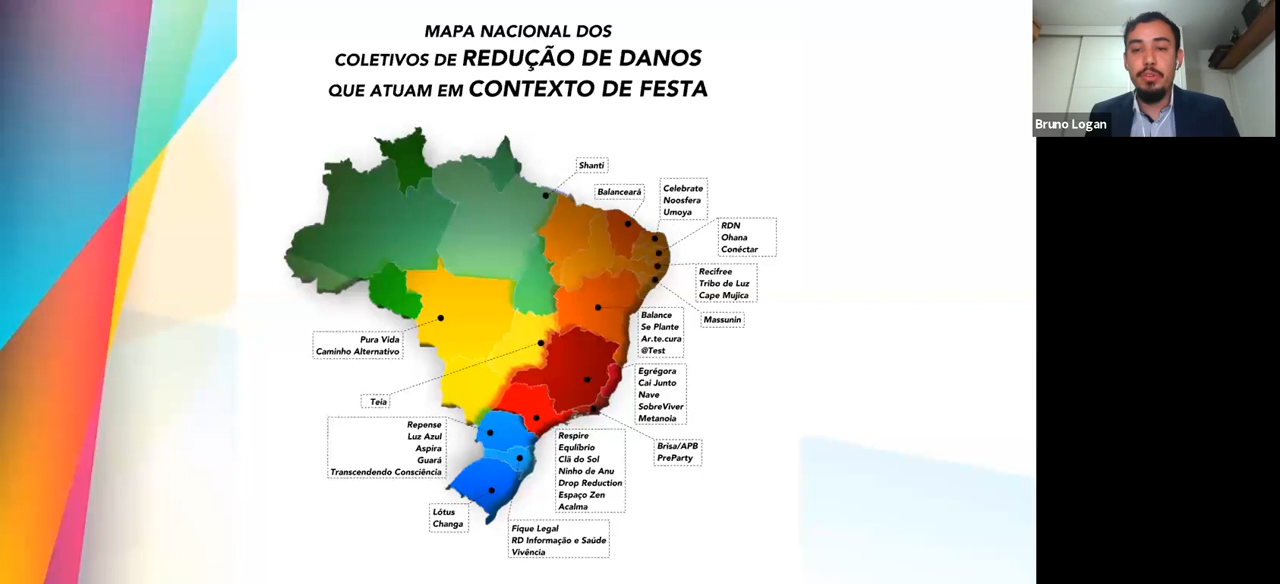 MAPA NACIONAL DOS
COLETIVOS DE REDUÇÃO DE DANOS
QUE ATUAM EM CONTEXTO DE FESTA
Bruno Logan
Shanti
Balanceará
Celebrate
Noosfera
Umoya
RDN
Ohana
Conéctar
Recifree
Tribo de Luz
Cape Mujica
Massunin
Balance
Se Plante
Ar.te.cura
@Test
Pura Vida
Caminho Alternativo
Egrégora
Cai Junto
Nave
SobreViver
Metanoia
Teia
Repense
Luz Azul
Aspira
Guará
Transcendendo Consciência
Respire
Equlíbrio
Clã do Sol
Ninho de Anu
Drop Reduction
Espaço Zen
Acalma
Brisa/APB
PreParty
Lótus
Changa
Fique Legal
RD Informação e Saúde
Vivência